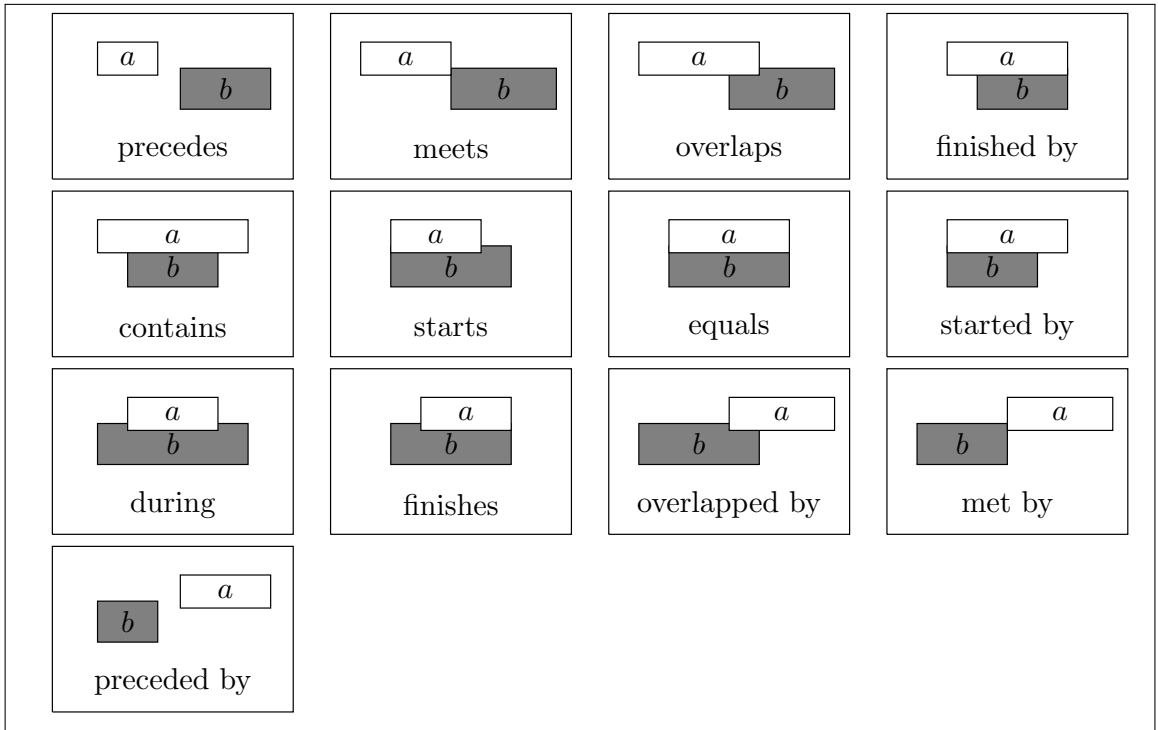 a
b
precedes
a
b
meets
a
b
overlaps
a
b
finished by
a
b
contains
a
b
starts
a
b
equals
a
b
started by
a
b
during
a
b
finishes
a
b
overlapped by
a
b
met by
a
b
preceded by